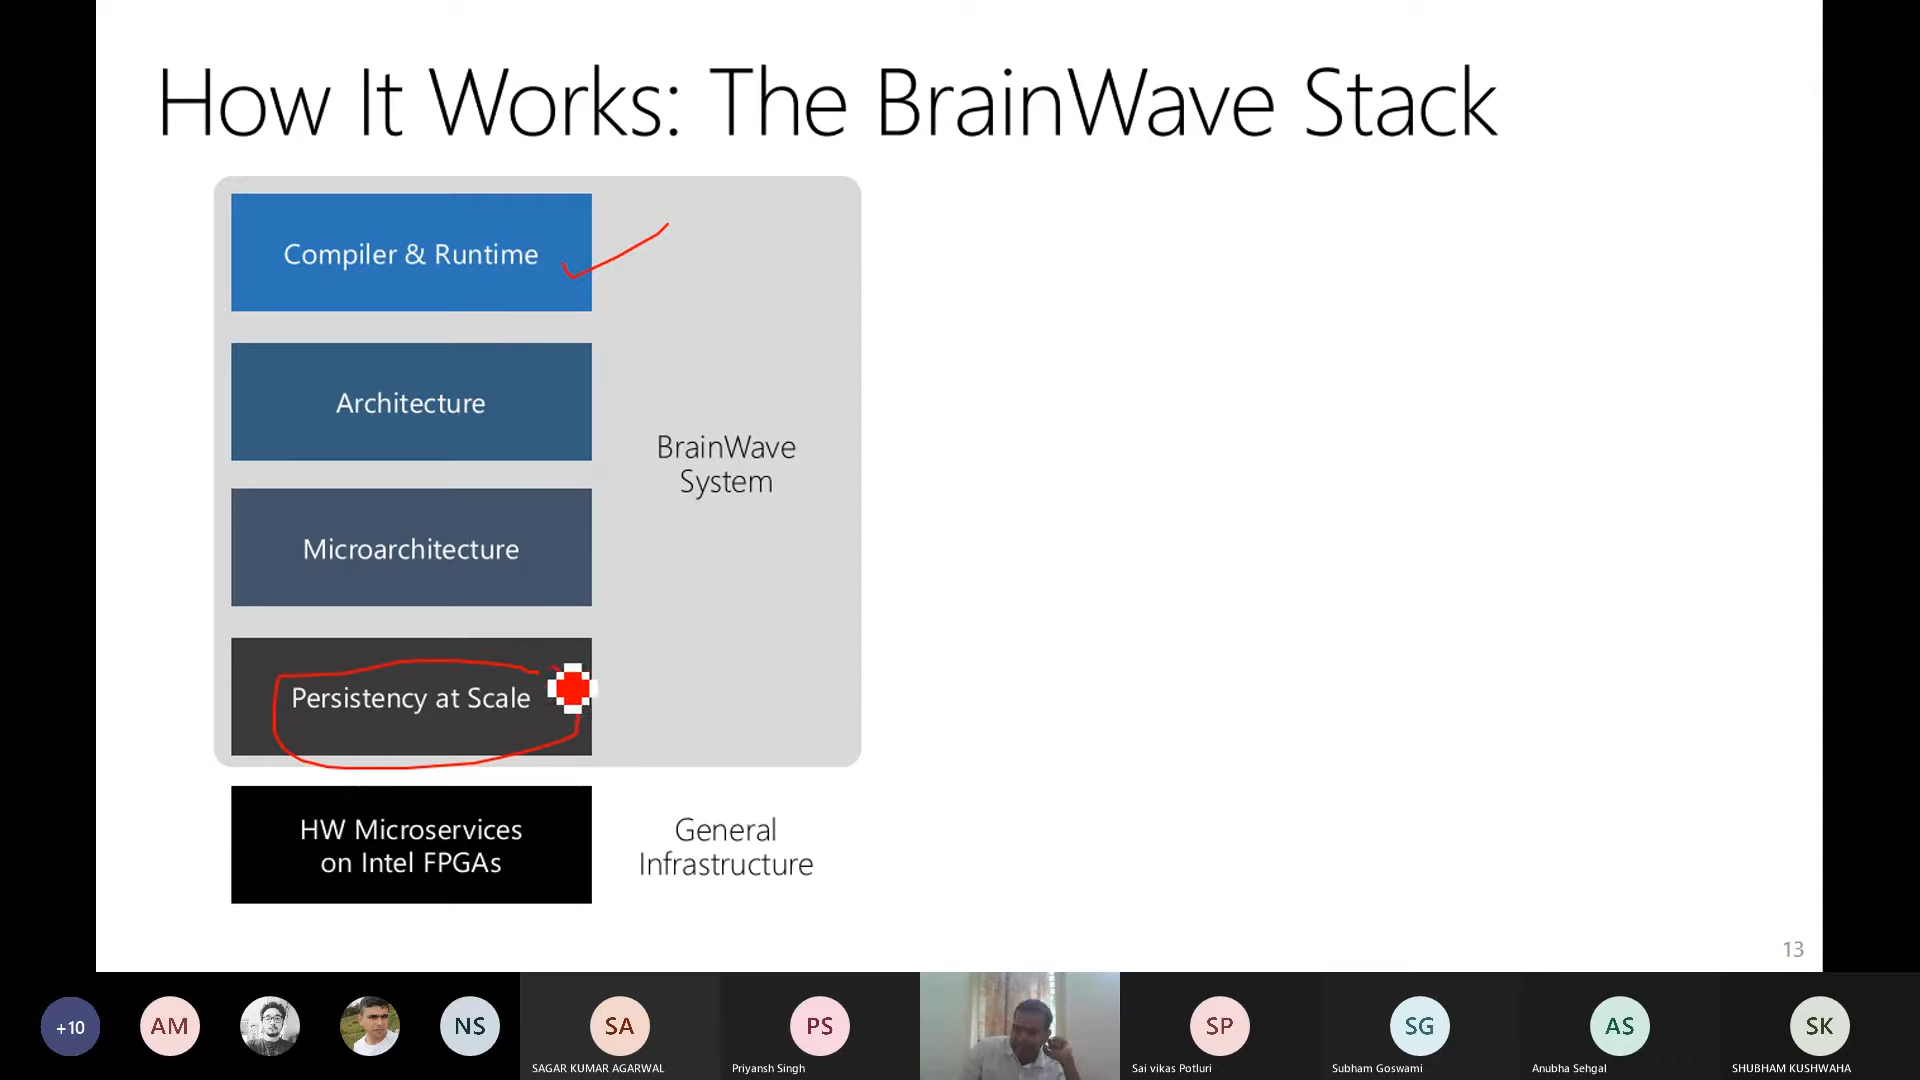 How It Works: The BrainWave Stack
Compiler & Runtime
Architecture
BrainWave
System
Microarchitecture
Persistency at Scale
HW Microservices
on Intel FPGAs
General
Infrastructure
13
+10
AM
NS
SA
PS
SP
SG
AS
SK
SAGAR KUMAR AGARWAL
Priyansh Singh
Sai vikas Potluri
Subham Goswami
Anubha Sehgal
SHUBHAM KUSHWAHA